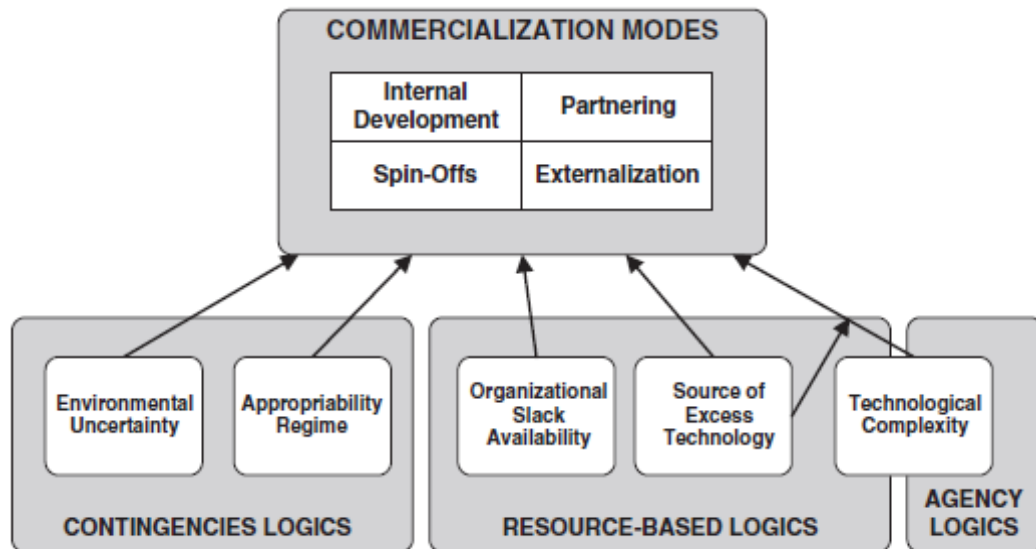 COMMERCIALIZATION MODES
Internal
Development
Partnering
Spin-Offs
Externalization
Environmental
Uncertainty
Appropriability
Regime
Organizational
Slack
Availability
Source of
Excess
Technology
Technological
Complexity
CONTINGENCIES LOGICS
RESOURCE-BASED LOGICS
AGENCY
LOGICS